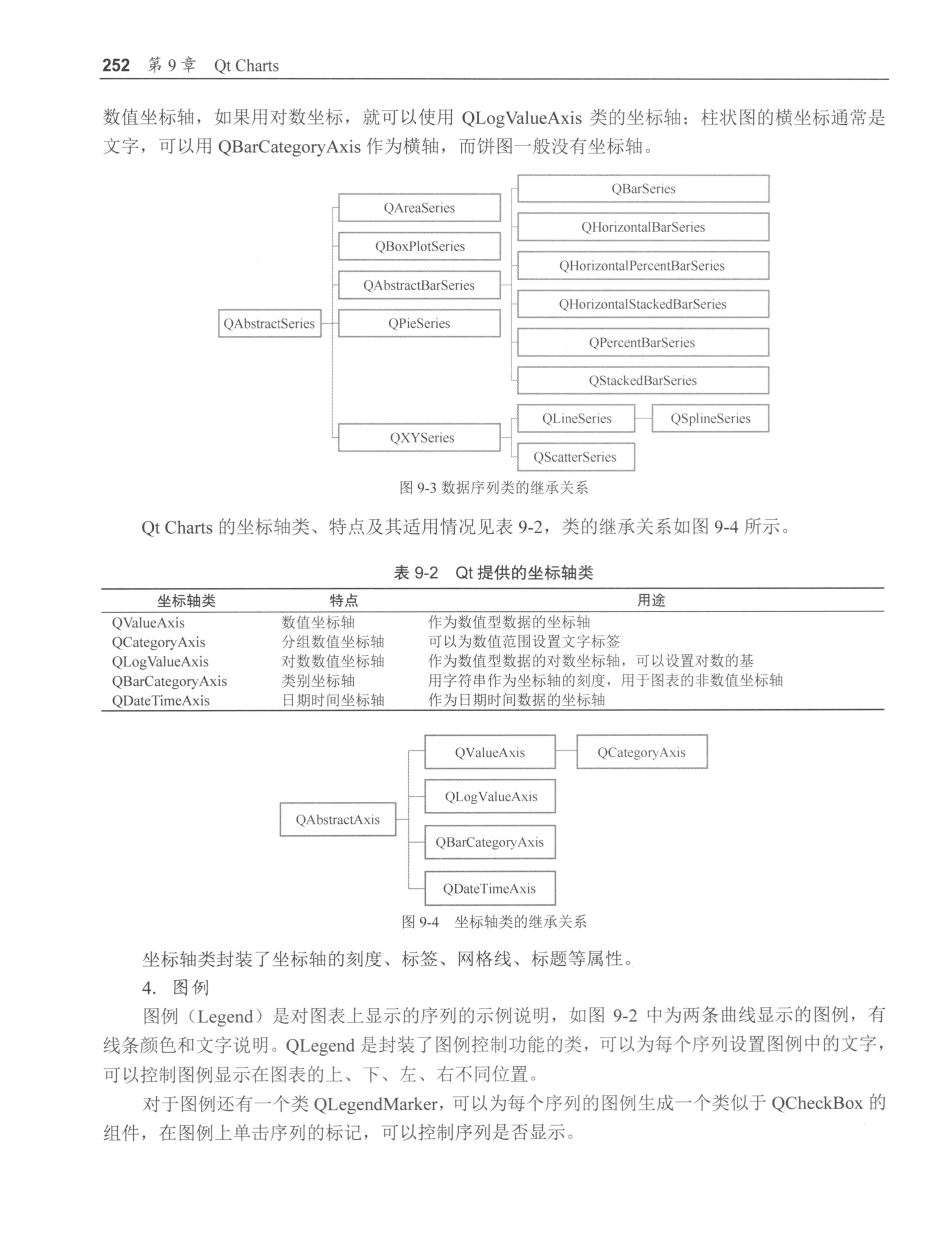 252 第 9 章 Qt Charts
数值坐标轴，如果用对数坐标，就可以使用 QLogValueAxis 类的坐标轴；柱状图的横坐标通常是
文字，可以用 QBarCategoryAxis 作为横轴，而饼图一般没有坐标轴。
QAbstractSeries
QAreaSeries
QBoxPlotSeries
QAbstractBarSeries
QPieSeries
QXYSeries
QBarSeries
QHorizontalBarSeries
QHorizontalPercentBarSeries
QHorizontalStackedBarSeries
QPercentBarSeries
QStackedBarSeries
QLineSeries QSplineSeries
QScatterSeries
图 9-3 数据序列类的继承关系
Qt Charts 的坐标轴类、特点及其适用情况见表 9-2，类的继承关系如图 9-4 所示。
表 9-2 Qt 提供的坐标轴类
坐标轴类 特点 用途
QValueAxis 数值坐标轴 作为数值型数据的坐标轴
QCategoryAxis 分组数值坐标轴 可以为数值范围设置文字标签
QLogValueAxis 对数数值坐标轴 作为数值型数据的对数坐标轴，可以设置对数的基
QBarCategoryAxis 类别坐标轴 用字符串作为坐标轴的刻度，用于图表的非数值坐标轴
QDateTimeAxis 日期时间坐标轴 作为日期时间数据的坐标轴
QAbstractAxis
QValueAxis QCategoryAxis
QLogValueAxis
QBarCategoryAxis
QDateTimeAxis
图 9-4 坐标轴类的继承关系
坐标轴类封装了坐标轴的刻度、标签、网格线、标题等属性。
4. 图例
图例（Legend）是对图表上显示的序列的示例说明，如图 9-2 中为两条曲线显示的图例，有
线条颜色和文字说明。QLegend 是封装了图例控制功能的类，可以为每个序列设置图例中的文字，
可以控制图例显示在图表的上、下、左、右不同位置。
对于图例还有一个类 QLegendMarker，可以为每个序列的图例生成一个类似于 QCheckBox 的
组件，在图例上单击序列的标记，可以控制序列是否显示。